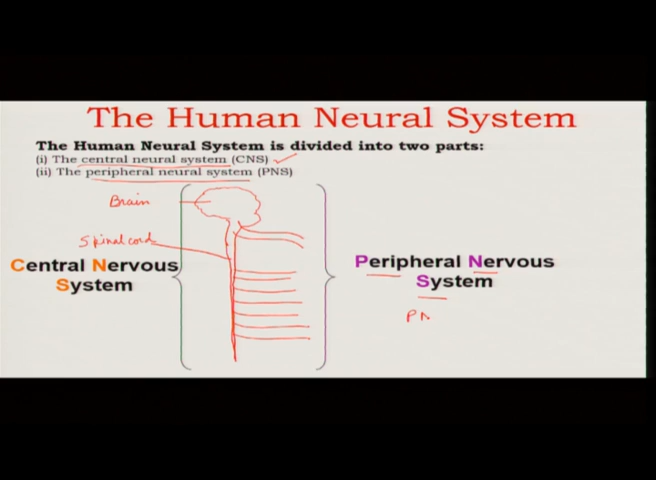 The Human Neural System
The Human Neural System is divided into two parts:
(i) The central neural system (CNS)
(ii) The peripheral neural system (PNS)
Brain
Spinal cord
Central Nervous
System
Peripheral Nervous
System
PN